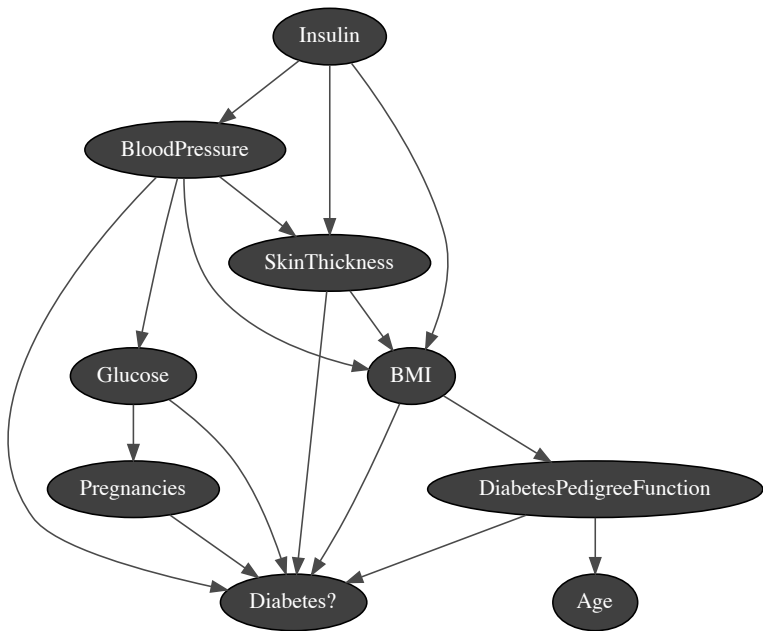 Insulin
BloodPressure
SkinThickness
Glucose
BMI
Pregnancies
DiabetesPedigreeFunction
Diabetes?
Age